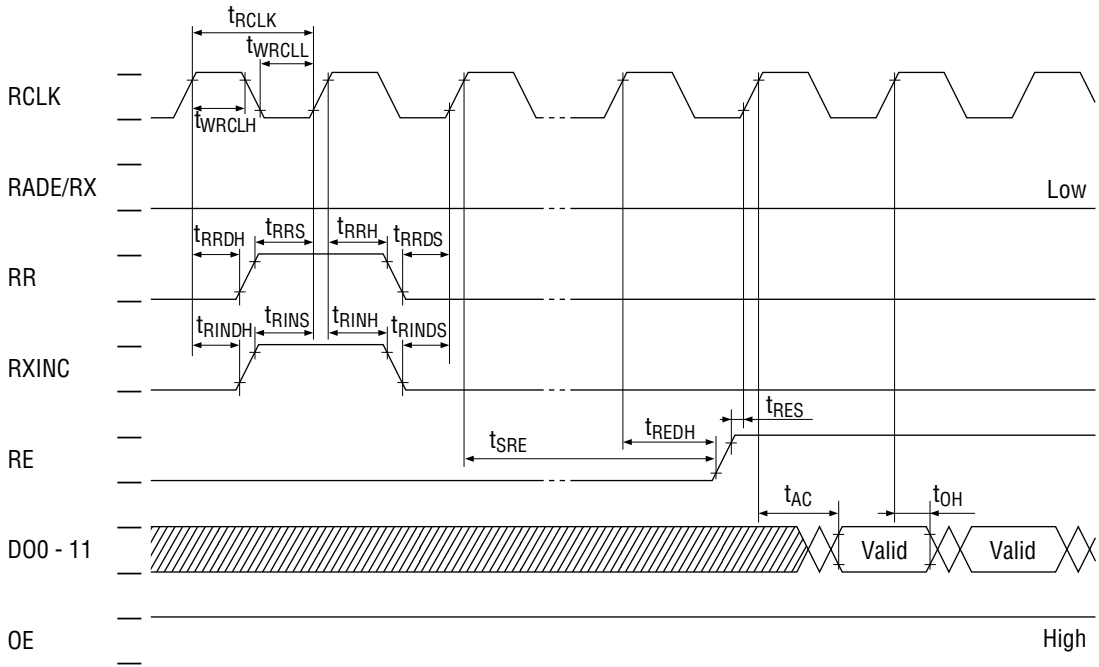 tRCLK
tWRCLL
RCLK
tWRCLH
RADE/RX
Low
tRRDH tRRS tRRH tRRDS
RR
tRINDH tRINS tRINH tRINDS
RXINC
tRES
tREDH
tSRE
RE
tAC tOH
DO0 - 11
Valid Valid
OE
High